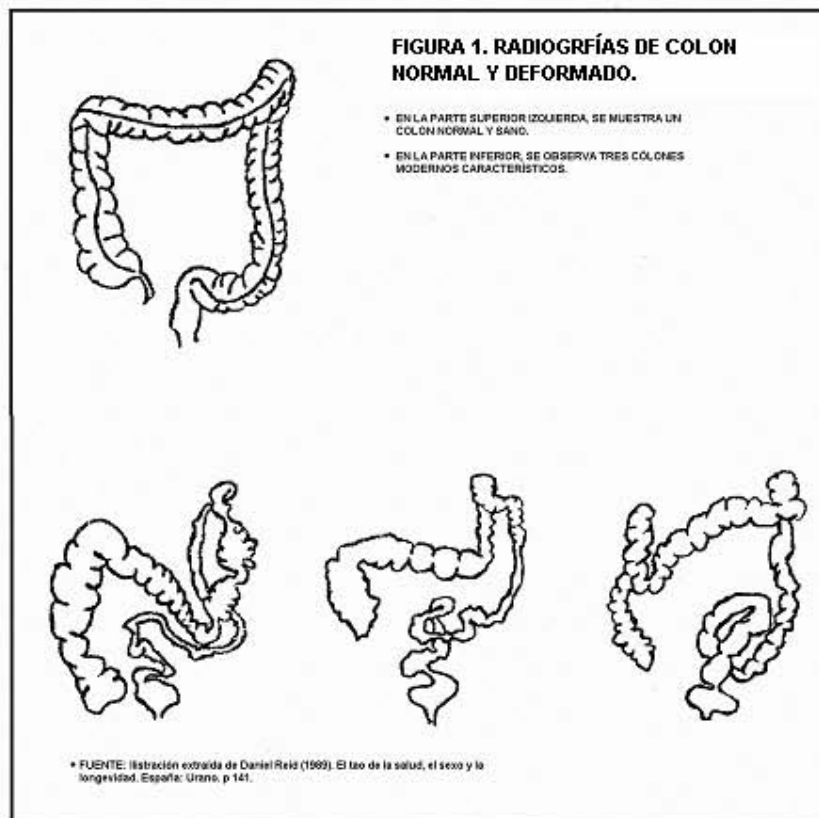 FIGURA 1. RADIOGRFÍAS DE COLON
NORMAL Y DEFORMADO.
• EN LA PARTE SUPERIOR IZQUIERDA, SE MUESTRA UN
COLON NORMAL Y SANO.
• EN LA PARTE INFERIOR, SE OBSERVA TRES CÓLONES
MODERNOS CARACTERÍSTICOS.
• FUENTE: Ilistración extraída de Daniel Reid (1989). El tao de la salud, el sexo y la
longevidad. España: Urano. p 141.